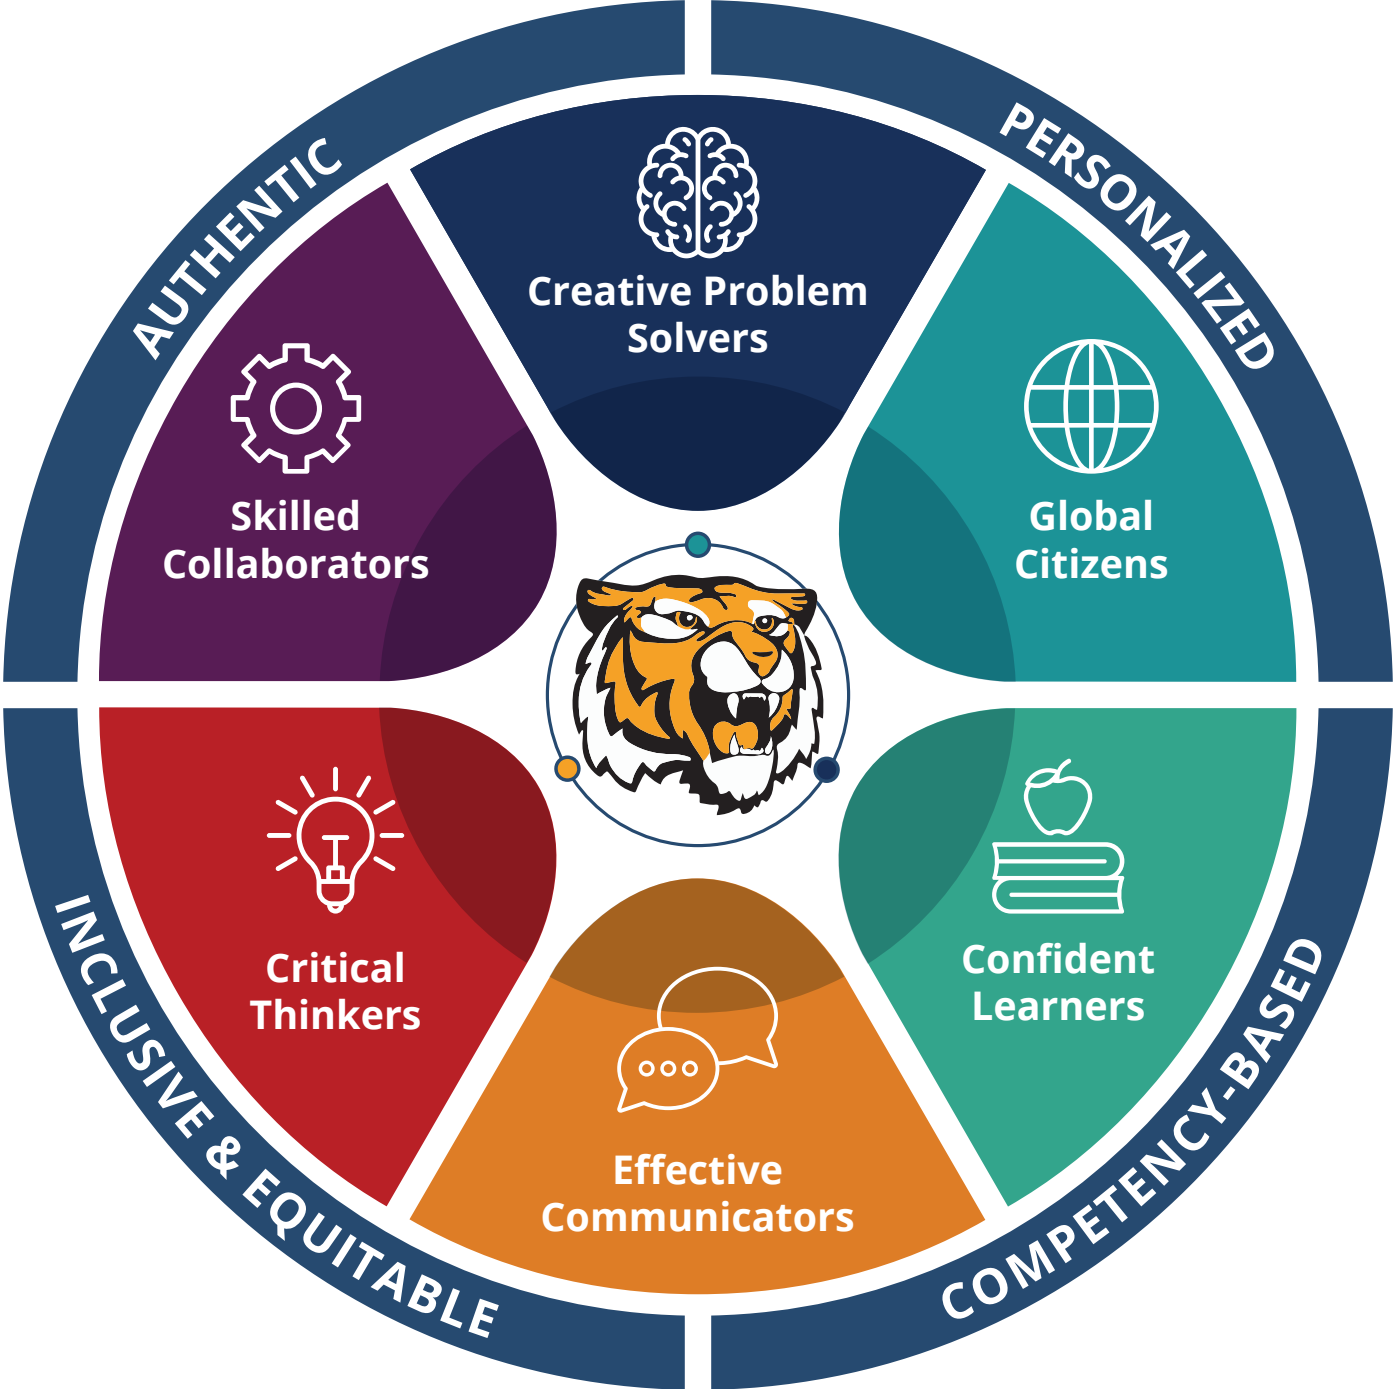 AUTHENTIC
PERSONALIZED
Creative Problem
Solvers
Skilled
Collaborators
Global
Citizens
Critical
Thinkers
Confident
Learners
Effective
Communicators
INCLUSIVE & EQUITABLE
COMPETENCY-BASED